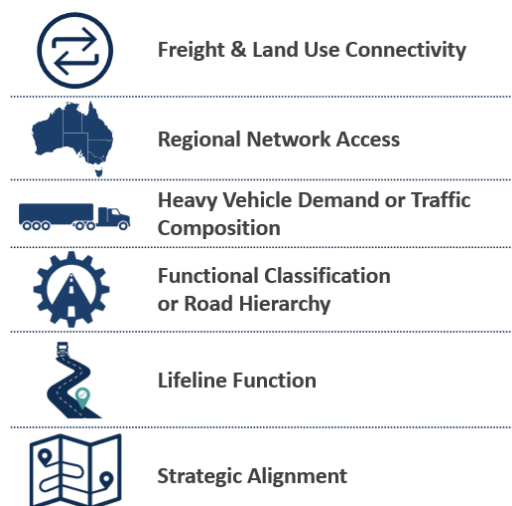 Freight & Land Use Connectivity
Regional Network Access
Heavy Vehicle Demand or Traffic
Composition
Functional Classification
or Road Hierarchy
Lifeline Function
Strategic Alignment